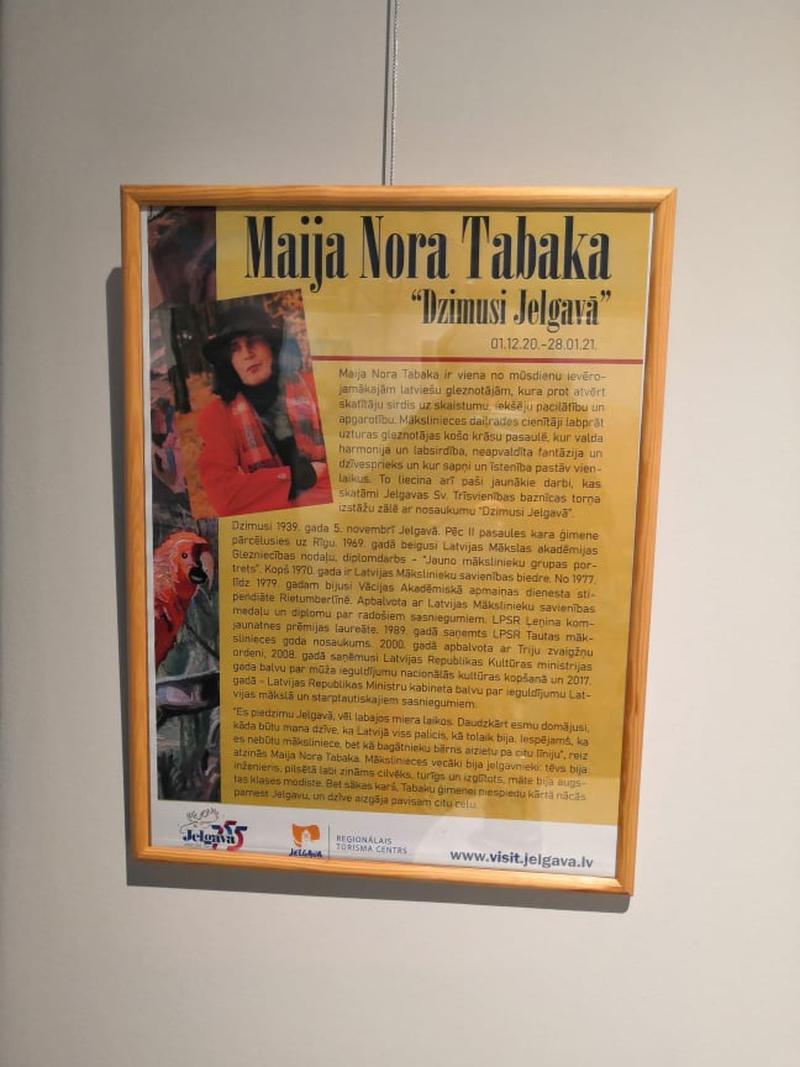 Maija Nora Tabaka
“Dzimusi Jelgavā”
01.12.20.-28.01.21.
Maija Nora Tabaka ir viena no mūsdienu ievēro-
jamākajām latviešu gleznotājām, kura prot atvērt
skatītāju sirdis uz skaistumu, iekšēju pacilātību un
apgarotību. Mākslinieces daiļrades cienītāji labprāt
uzturas gleznotājas košo krāsu pasaulē, kur valda
harmonija un labsirdība, neapvaldīta fantāzija un
dzīvesprieks un kur sapņi un īstenība pastāv vien-
laikus. To liecina arī paši jaunākie darbi, kas
skatāmi Jelgavas Sv. Trīsvienības baznīcas torņa
izstāžu zālē ar nosaukumu “Dzimusi Jelgavā”.
Dzimusi 1939. gada 5. novembrī Jelgavā. Pēc II pasaules kara ģimene
pārcēlusies uz Rīgu. 1969. gadā beigusi Latvijas Mākslas akadēmijas
Glezniecības nodaļu, diplomdarbs - “Jauno mākslinieku grupas por-
trets”. Kopš 1970. gada ir Latvijas Mākslinieku savienības biedre. No 1977.
līdz 1979. gadam bijusi Vācijas Akadēmiskā apmaiņas dienesta sti-
pendiāte Rietumberlīnē. Apbalvota ar Latvijas Mākslinieku savienības
medaļu un diplomu par radošiem sasniegumiem, LPSR Ļeņina kom-
jaunatnes prēmijas laureāte. 1989. gadā saņemts LPSR Tautas māk-
slinieces goda nosaukums. 2000. gadā apbalvota ar Triju zvaigžņu
ordeni, 2008. gadā saņēmusi Latvijas Republikas Kultūras ministrijas
gada balvu par mūža ieguldījumu nacionālās kultūras kopšanā un 2017.
gadā - Latvijas Republikas Ministru kabineta balvu par ieguldījumu Lat-
vijas mākslā un starptautiskajiem sasniegumiem.
“Es piedzimu Jelgavā, vēl labajos miera laikos. Daudzkārt esmu domājusi,
kāda būtu mana dzīve, ka Latvijā viss palicis, kā tolaik bija. Iespējams, ka
es nebūtu māksliniece, bet kā bagātnieku bērns aizietu pa citu līniju”, reiz
atzinās Maija Nora Tabaka. Mākslinieces vecāki bija jelgavnieki: tēvs bija
inženieris, pilsētā labi zināms cilvēks, turīgs un izglītots, māte bija augs-
tas klases modiste. Bet sākas karš, Tabaku ģimenei piespiedu kārtā nācās
pamest Jelgavu, un dzīve aizgāja pavisam citu ceļu.
Jelgava 355
JELGAVA
REĢIONĀLAIS
TŪRISMA CENTRS
www.visit.jelgava.lv